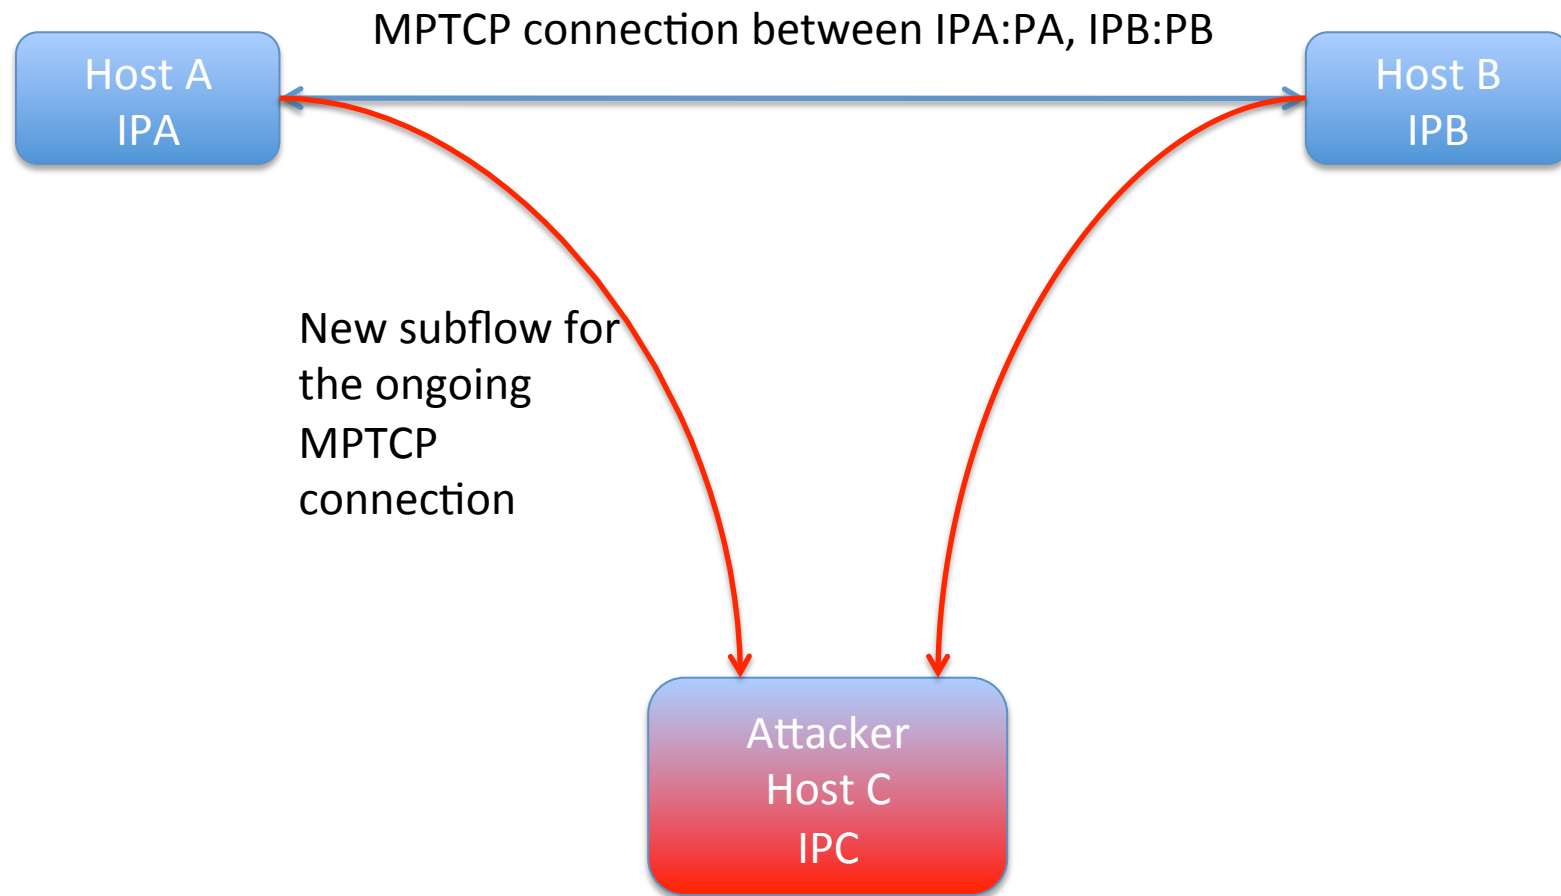 MPTCP connection between IPA:PA, IPB:PB
Host A
IPA
Host B
IPB
New subflow for
the ongoing
MPTCP
connection
Attacker
Host C
IPC